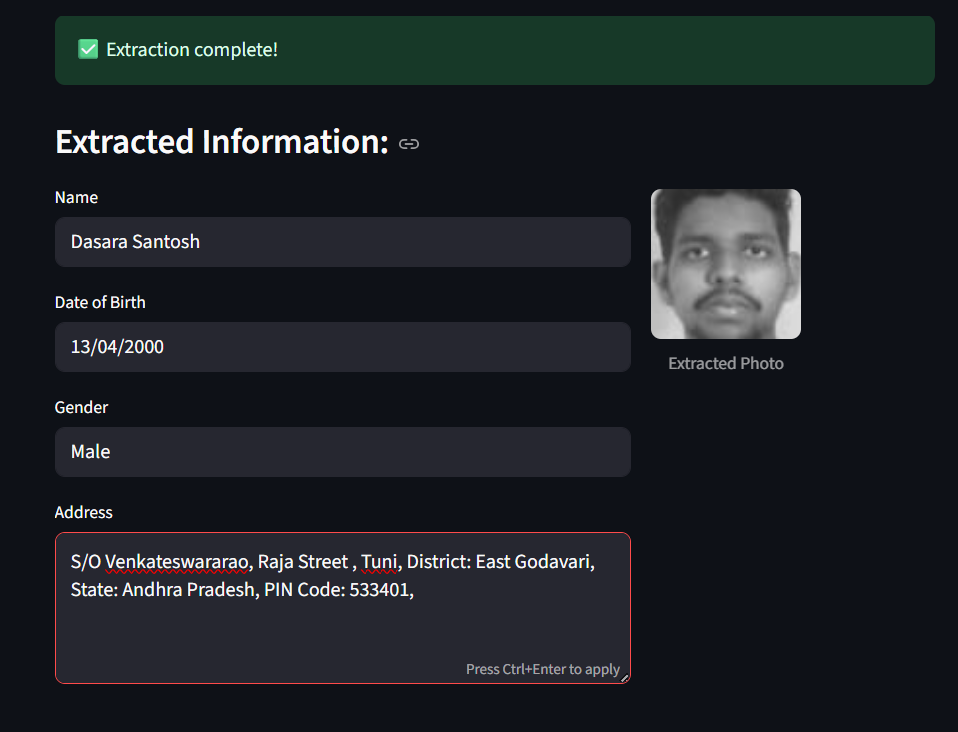 ✅ Extraction complete!
Extracted Information:
Name
Dasara Santosh
Date of Birth
13/04/2000
Gender
Male
Address
S/O Venkateswararao, Raja Street , Tuni, District: East Godavari,
State: Andhra Pradesh, PIN Code: 533401,
Press Ctrl+Enter to apply
Extracted Photo